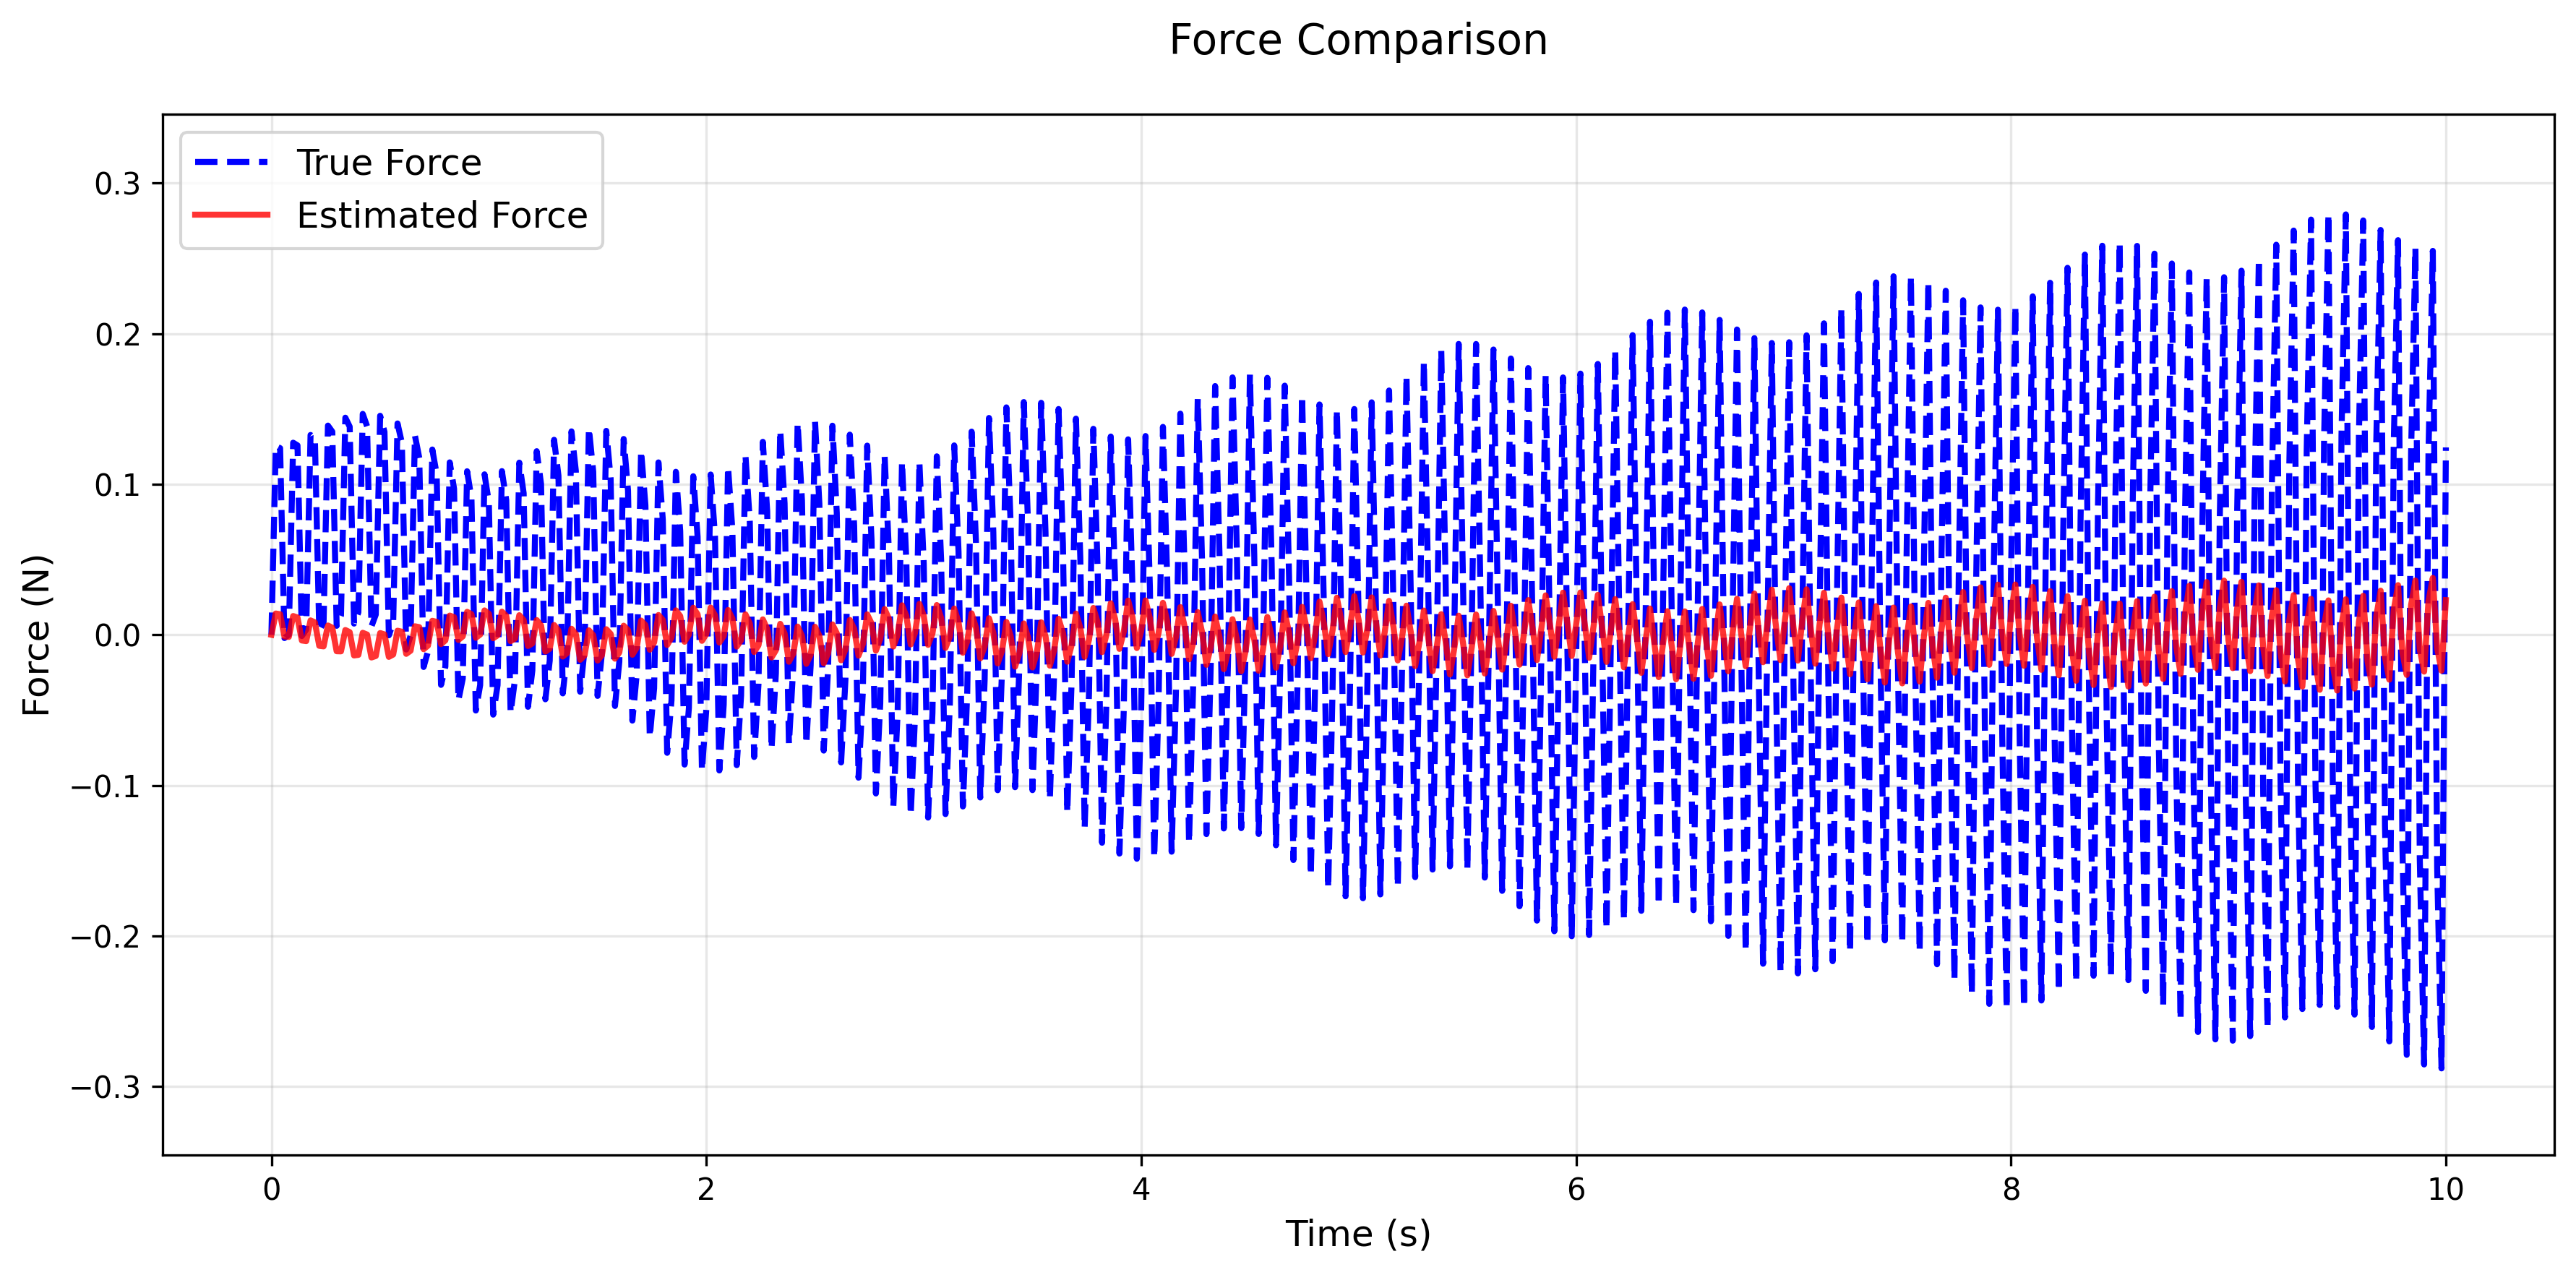 Force Comparison
True Force
Estimated Force
Force (N)
0.3
0.2
0.1
0.0
−0.1
−0.2
−0.3
0 2 4 6 8 10
Time (s)